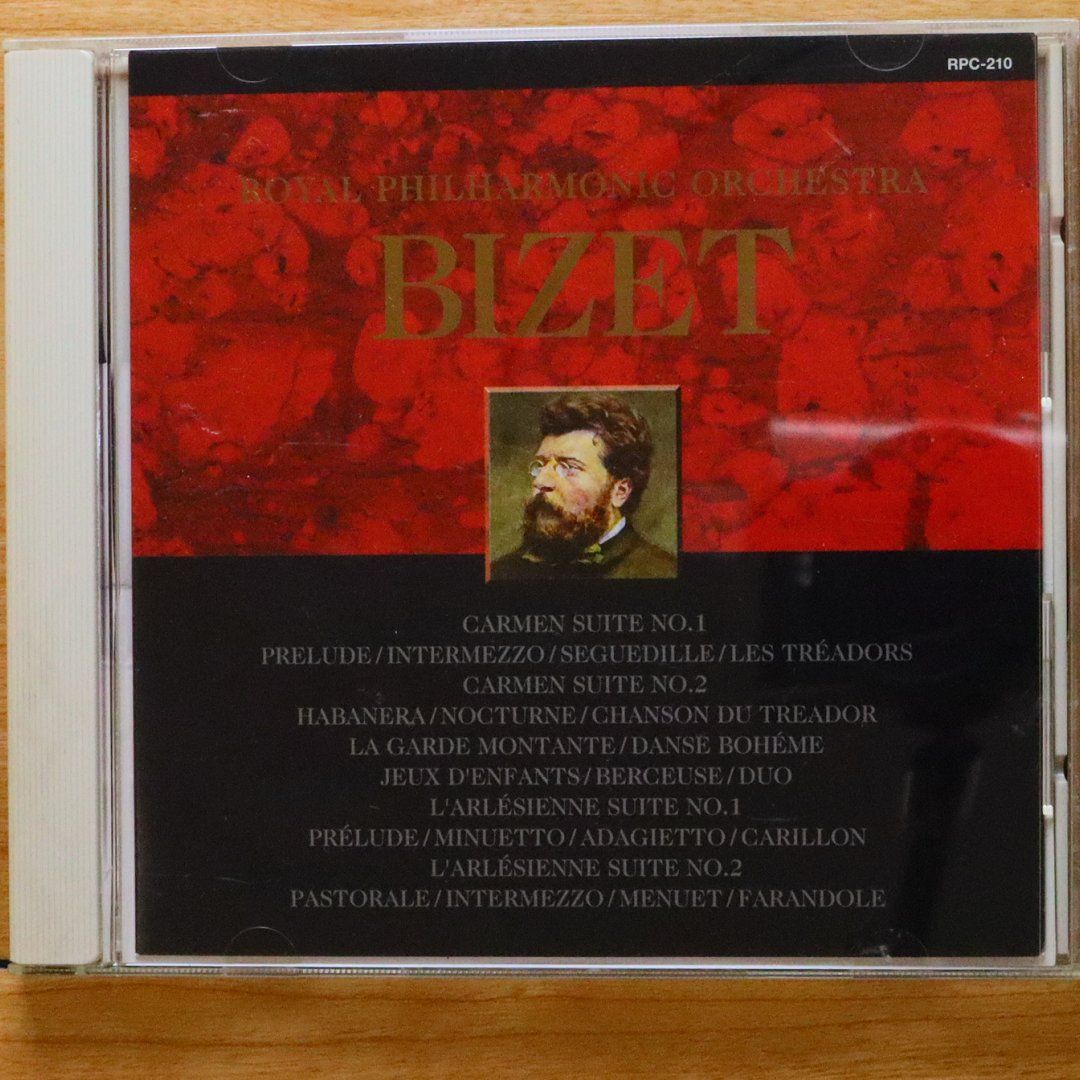 RPC-210
ROYAL PHILHARMONIC ORCHESTRA
BIZET
CARMEN SUITE NO.1
PRELUDE/INTERMEZZO/SEGUEDILLE/LES TRÉADORS
CARMEN SUITE NO.2
HABANERA/NOCTURNE/CHANSON DU TREADOR
LA GARDE MONTANTE/DANSE BOHÉME
JEUX D'ENFANTS/BERCEUSE/DUO
L'ARLÉSIENNE SUITE NO.1
PRÉLUDE/MINUETTO/ADAGIETTO/CARILLON
L'ARLÉSIENNE SUITE NO.2
PASTORALE/INTERMEZZO/MENUET/FARANDOLE